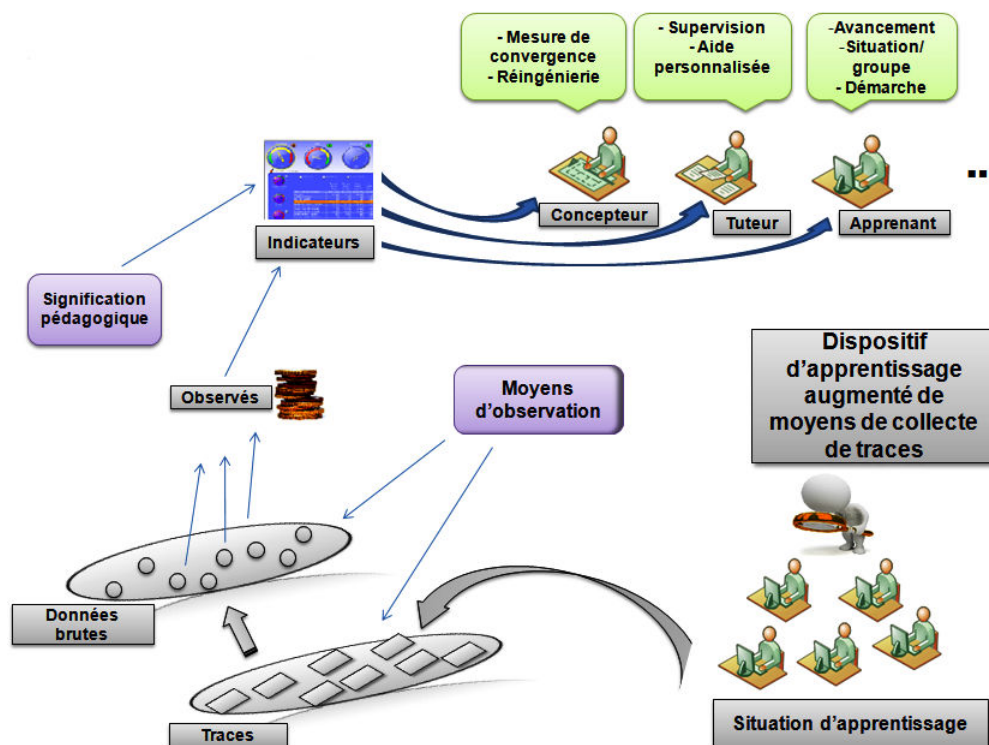 - Mesure de
convergence
- Réingénierie
- Supervision
- Aide
personnalisée
-Avancement
-Situation/
groupe
- Démarche
Concepteur
Tuteur
Apprenant
...
Indicateurs
Signification
pédagogique
Observés
Moyens
d'observation
Dispositif
d'apprentissage
augmenté de
moyens de collecte
de traces
Données
brutes
Traces
Situation d'apprentissage